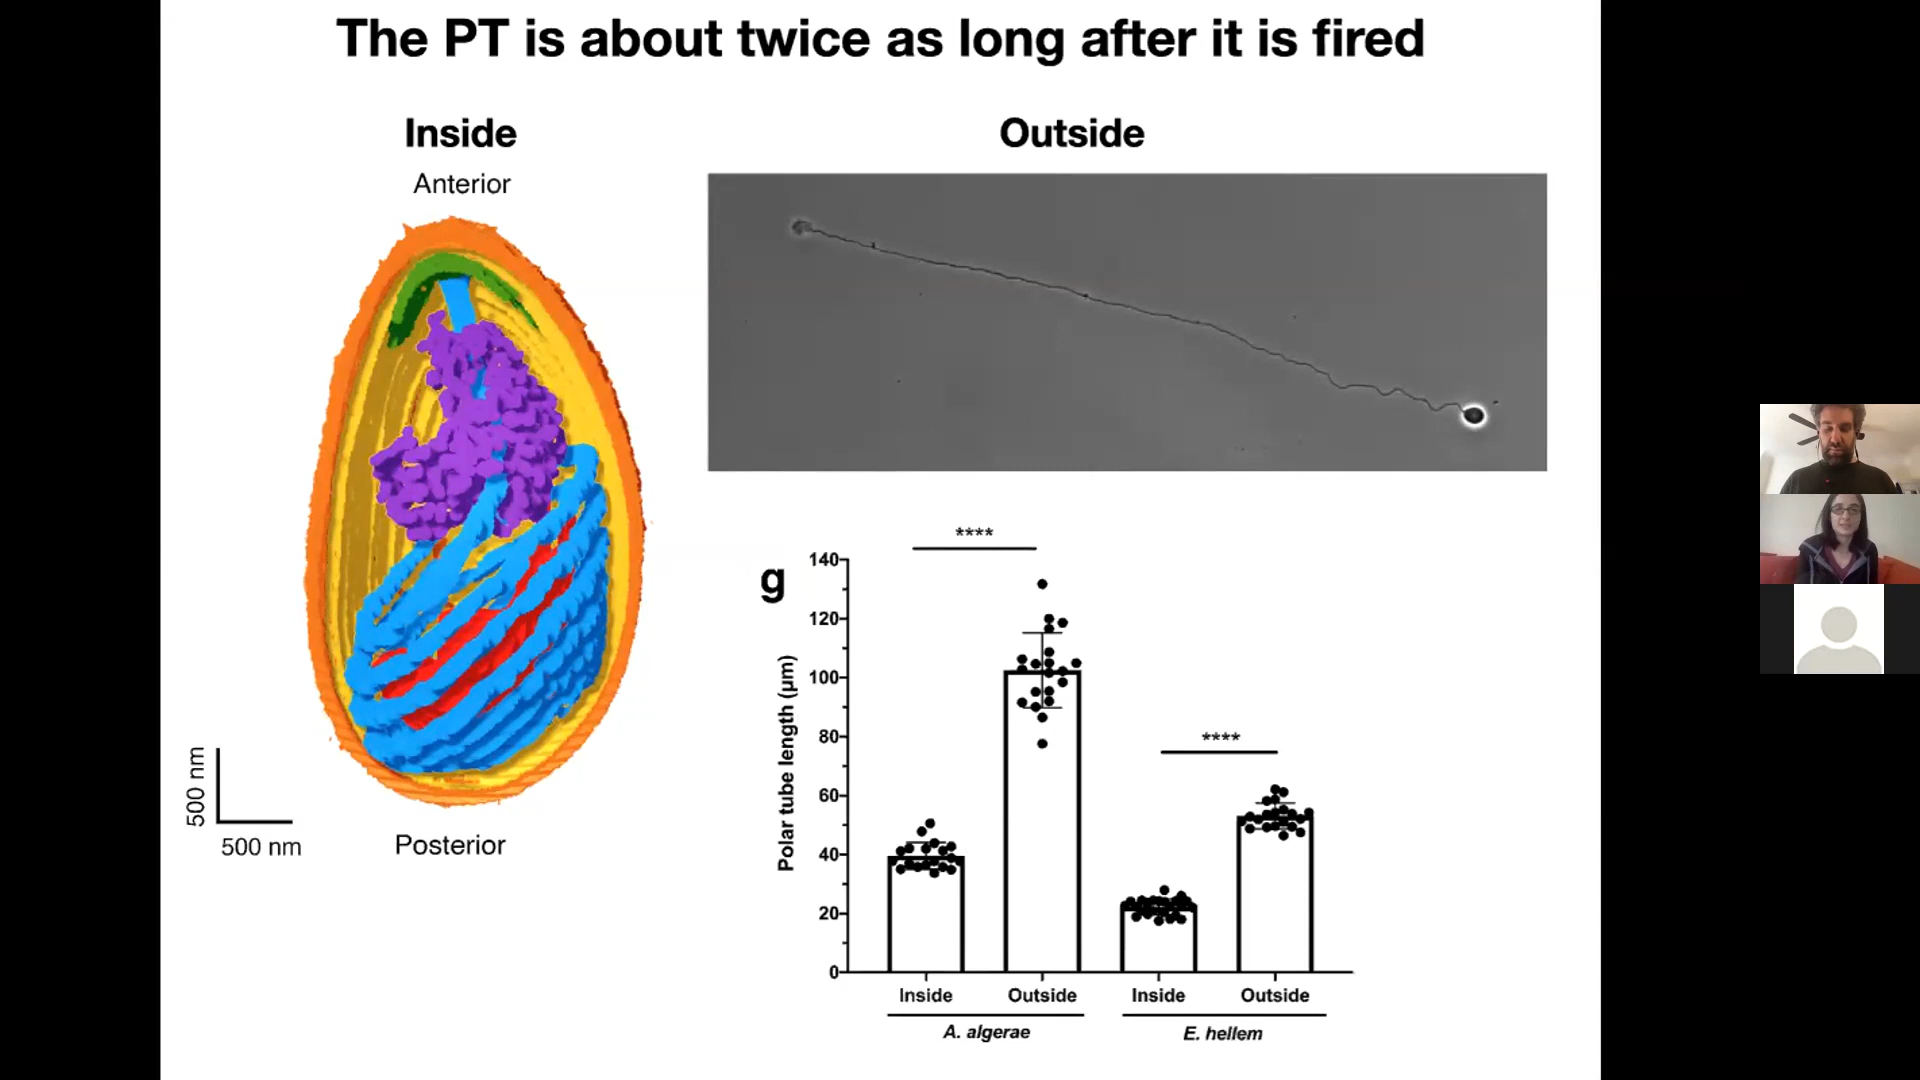 The PT is about twice as long after it is fired
Inside
Anterior
500 nm
500 nm
Posterior
Outside
g
****
****
Polar tube length (μm)
140
120
100
80
60
40
20
0
Inside
Outside
Inside
Outside
A. algerae
E. hellem